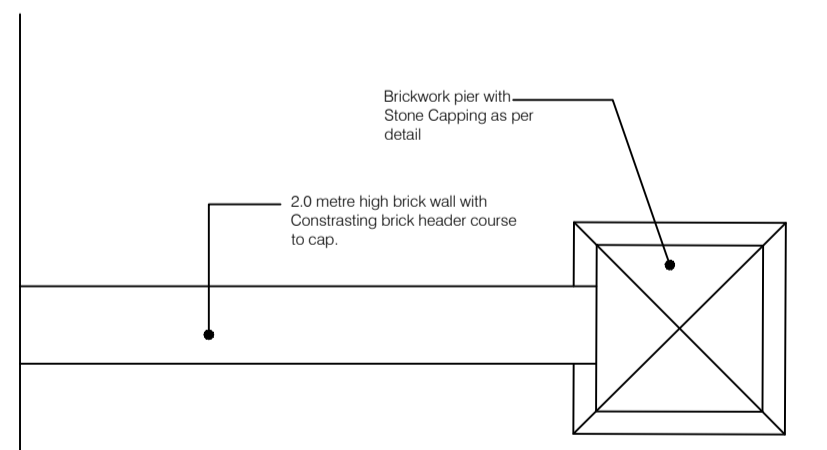 Brickwork pier with
Stone Capping as per
detail
2.0 metre high brick wall with
Constrasting brick header course
to cap.